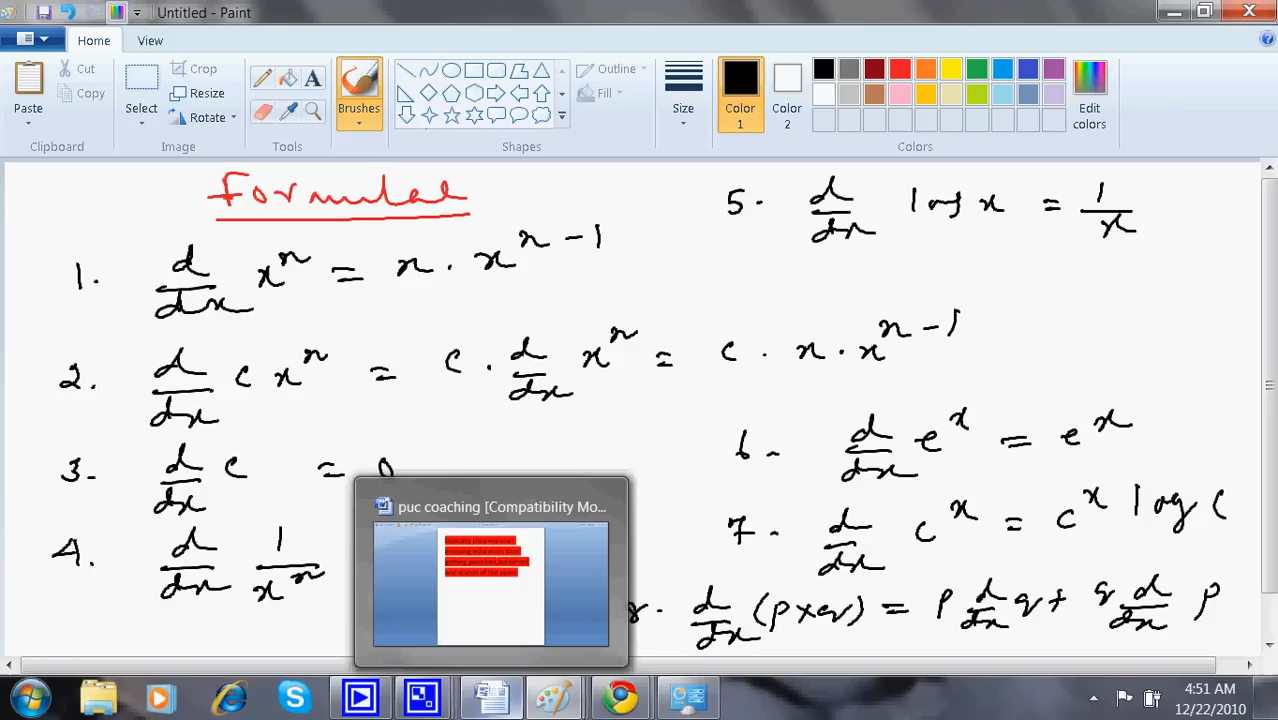 Untitled - Paint
Home View
Paste
Cut
Copy
Clipboard
Select
Crop
Resize
Rotate
Image
Tools
Brushes
Shapes
Outline
Fill
Size
Color 1
Color 2
Edit colors
Colors
Formulae
1. d/dx x^n = n · x^(n-1)
2. d/dx c x^n = c · d/dx x^n = c · n · x^(n-1)
3. d/dx c = 0
4. d/dx 1/x^n
5. d/dx log x = 1/x
6. d/dx e^x = e^x
7. d/dx c^x = c^x log c
8. d/dx (p x q) = p d/dx q + q d/dx p
puc coaching [Compatibility Mo...
4:51 AM
12/22/2010